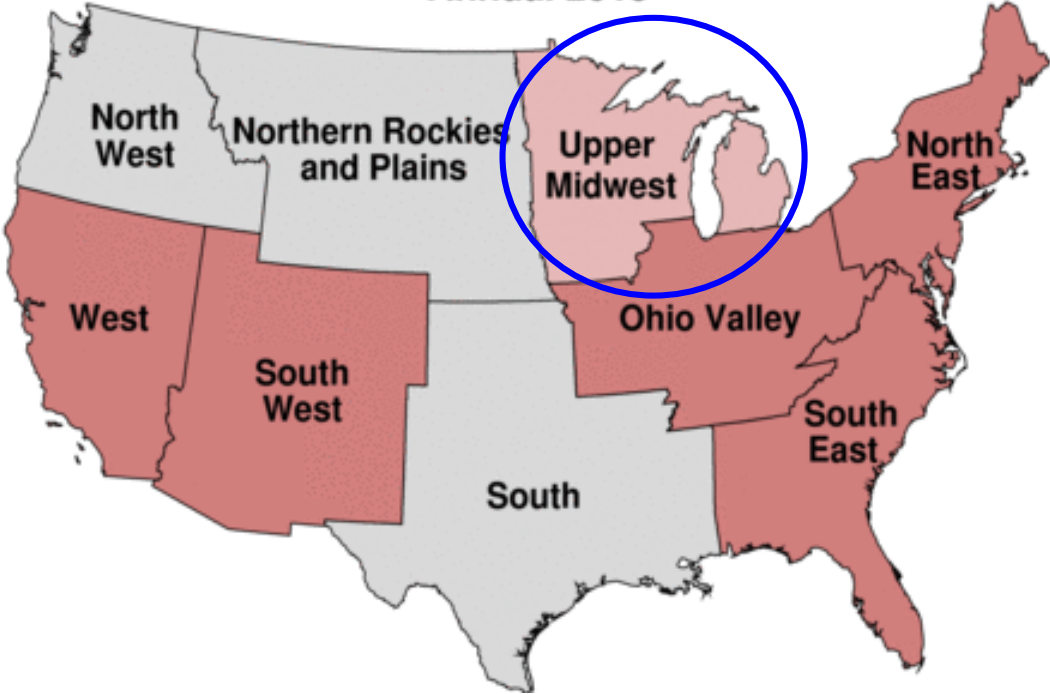 North
West
Northern Rockies
and Plains
Upper
Midwest
North
East
West
South
West
Ohio Valley
South
East
South